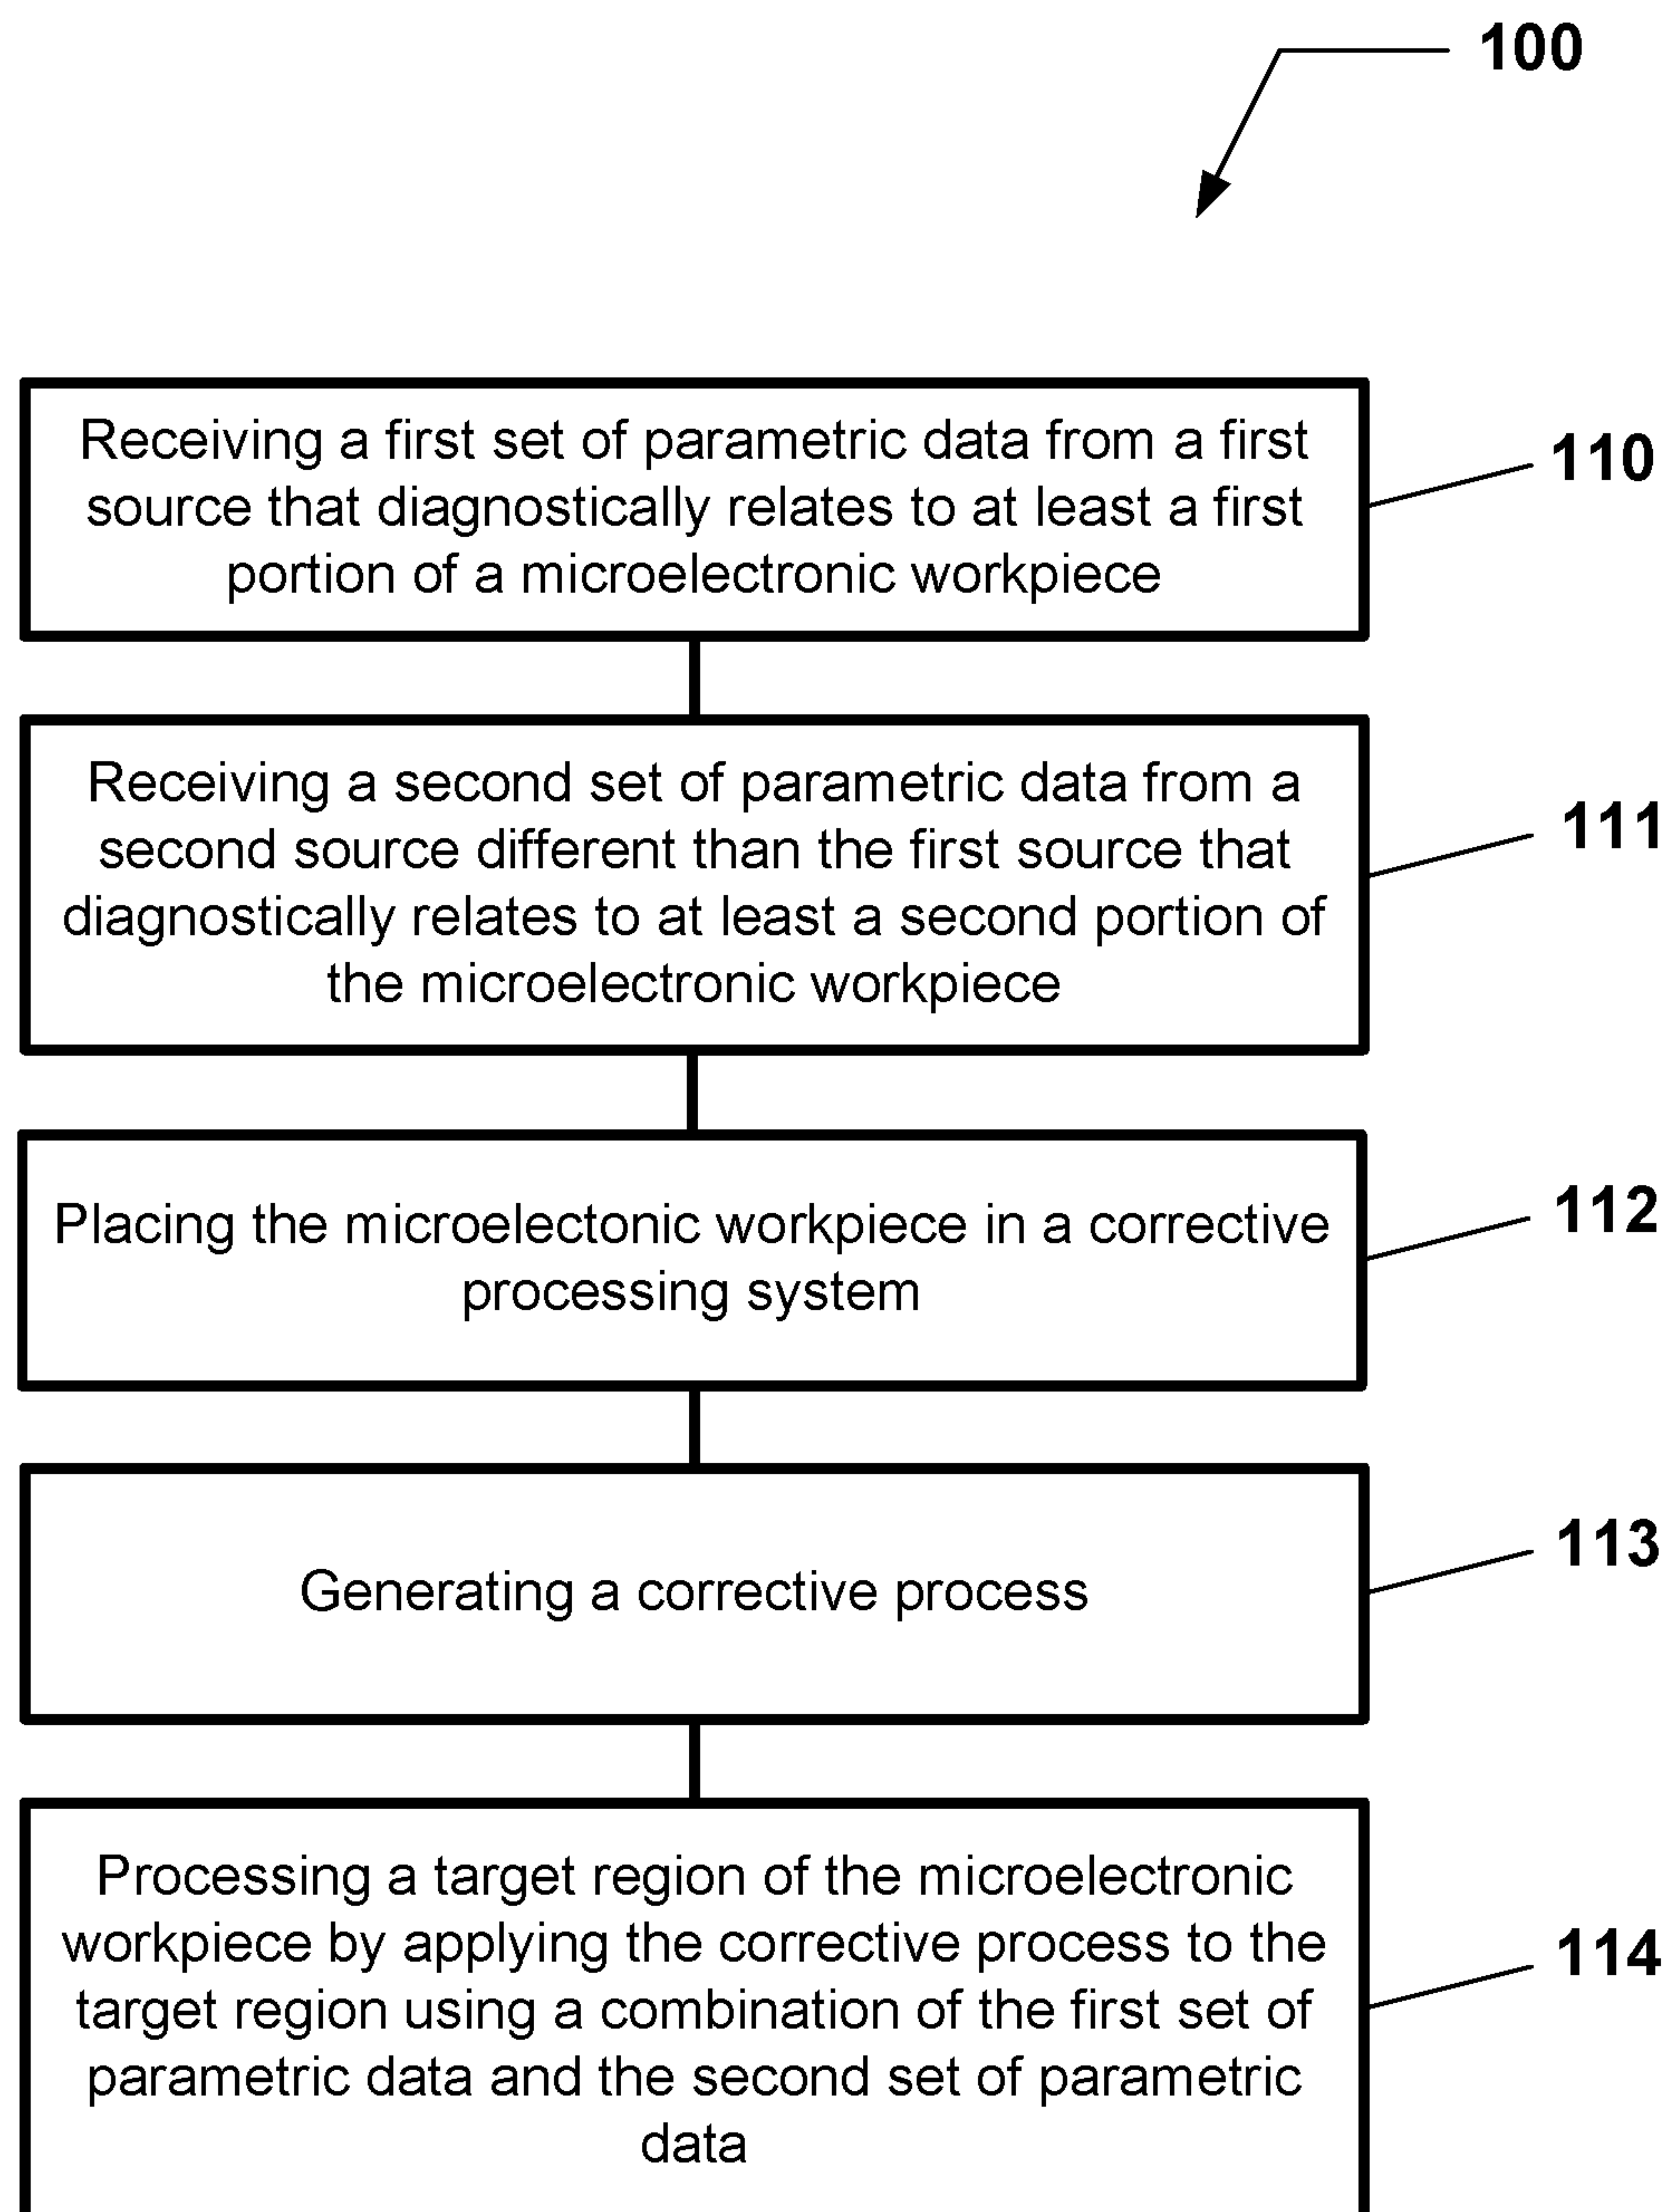 100
Receiving a first set of parametric data from a first
source that diagnostically relates to at least a first
portion of a microelectronic workpiece
110
Receiving a second set of parametric data from a
second source different than the first source that
diagnostically relates to at least a second portion of
the microelectronic workpiece
111
Placing the microelectonic workpiece in a corrective
processing system
112
Generating a corrective process
113
Processing a target region of the microelectronic
workpiece by applying the corrective process to the
target region using a combination of the first set of
parametric data and the second set of parametric
data
114